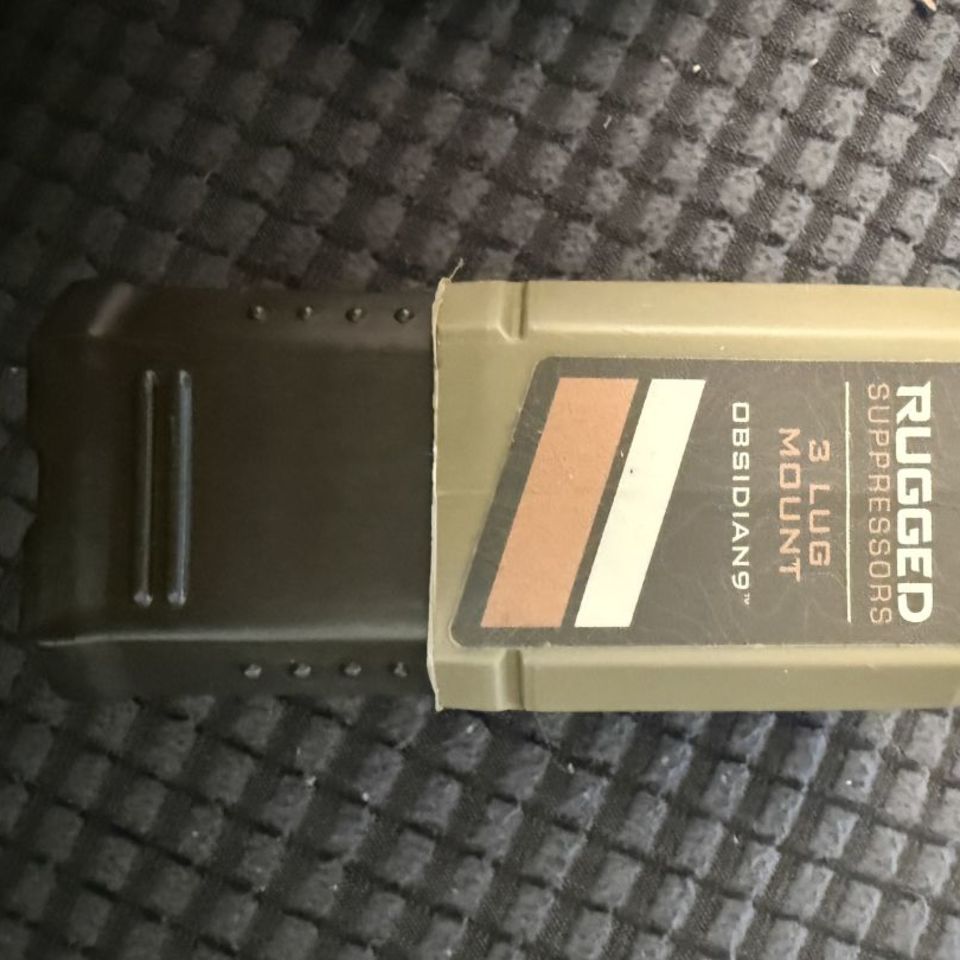 RUGGED
SUPPRESSORS
3 LUG
MOUNT
OBSIDIAN9™